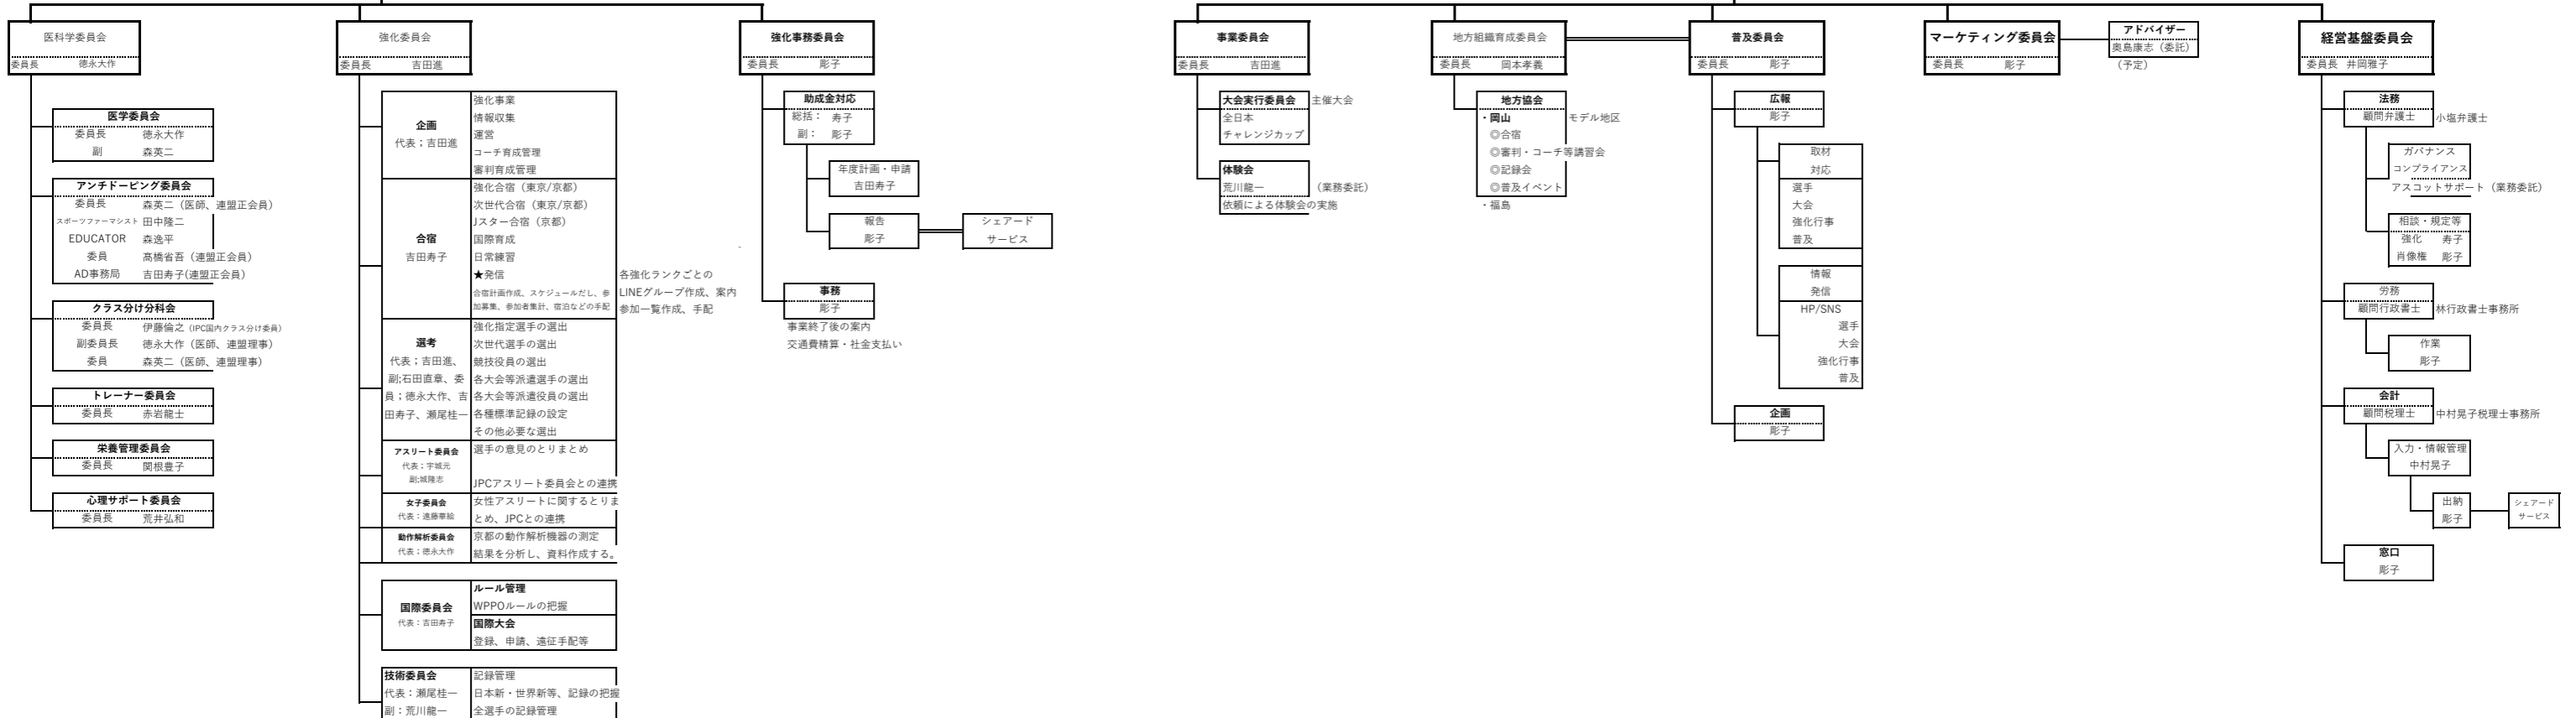 医科学委員会
委員長 徳永大作
医学委員会
委員長 徳永大作
副 森英二
アンチドーピング委員会
委員長 森英二（医師、連盟正会員）
スポーツファーマシスト 田中隆二
EDUCATOR 森逸平
委員 髙橋省吾（連盟正会員）
AD事務局 吉田寿子(連盟正会員）
クラス分け分科会
委員長 伊藤倫之（IPC国内クラス分け委員）
副委員長 徳永大作（医師、連盟理事）
委員 森英二（医師、連盟理事）
トレーナー委員会
委員長 赤岩龍士
栄養管理委員会
委員長 関根豊子
心理サポート委員会
委員長 荒井弘和
強化委員会
委員長 吉田進
企画
代表；吉田進
強化事業
情報収集
運営
コーチ育成管理
審判育成管理
合宿
吉田寿子
強化合宿（東京/京都）
次世代合宿（東京/京都）
Jスター合宿（京都）
国際育成
日常練習
★発信
合宿計画作成、スケジュールだし、参
加募集、参加者集計、宿泊などの手配
各強化ランクごとの
LINEグループ作成、案内
参加一覧作成、手配
選考
代表；吉田進、
副;石田直章、委
員；徳永大作、吉
田寿子、瀬尾桂一
強化指定選手の選出
次世代選手の選出
競技役員の選出
各大会等派遣選手の選出
各大会等派遣役員の選出
各種標準記録の設定
その他必要な選出
アスリート委員会
代表；宇城元
副;城隆志
選手の意見のとりまとめ
JPCアスリート委員会との連携
女子委員会
代表：遠藤華絵
女性アスリートに関するとりま
とめ、JPCとの連携
動作解析委員会
代表；徳永大作
京都の動作解析機器の測定
結果を分析し、資料作成する。
国際委員会
代表：吉田寿子
ルール管理
WPPOルールの把握
国際大会
登録、申請、遠征手配等
技術委員会
代表：瀬尾桂一
副：荒川龍一
記録管理
日本新・世界新等、記録の把握
全選手の記録管理
強化事務委員会
委員長 彫子
助成金対応
総括： 寿子
副： 彫子
年度計画・申請
吉田寿子
報告
彫子
シェアード
サービス
事務
彫子
事業終了後の案内
交通費精算・社金支払い
事業委員会
委員長 吉田進
大会実行委員会 主催大会
全日本
チャレンジカップ
体験会
荒川龍一 （業務委託）
依頼による体験会の実施
地方組織育成委員会
委員長 岡本孝義
地方協会
・岡山 モデル地区
◎合宿
◎審判・コーチ等講習会
◎記録会
◎普及イベント
・福島
普及委員会
委員長 彫子
広報
彫子
取材
対応
選手
大会
強化行事
普及
情報
発信
HP/SNS
選手
大会
強化行事
普及
企画
彫子
マーケティング委員会
委員長 彫子
アドバイザー
奥島康志（委託）
（予定）
経営基盤委員会
委員長 井岡雅子
法務
顧問弁護士 小塩弁護士
ガバナンス
コンプライアンス
アスコットサポート（業務委託）
相談・規定等
強化 寿子
肖像権 彫子
労務
顧問行政書士 林行政書士事務所
作業
彫子
会計
顧問税理士 中村晃子税理士事務所
入力・情報管理
中村晃子
出納
彫子
シェアード
サービス
窓口
彫子